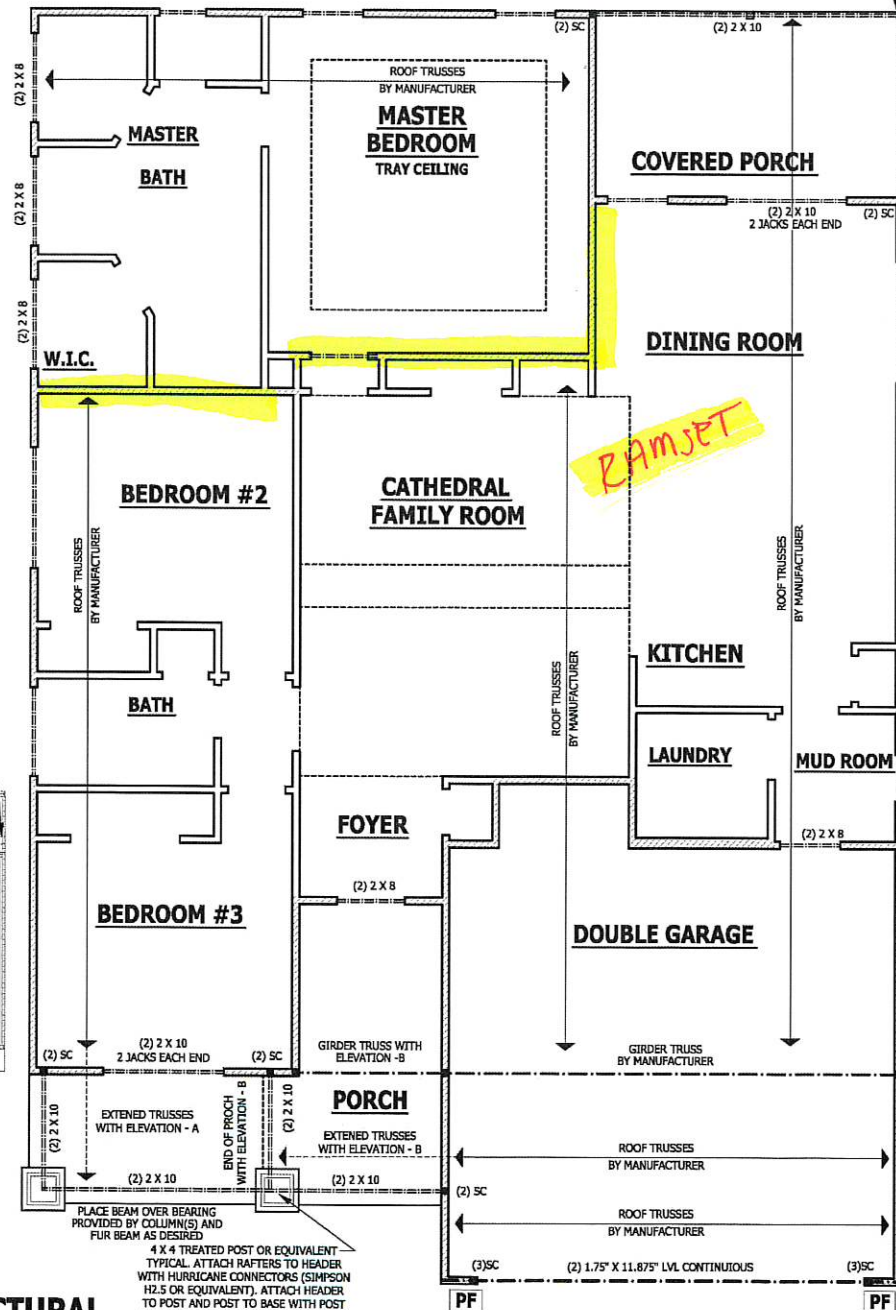 (2) SC
(2) 2 X 10
(2) 2 X 8
ROOF TRUSSES
BY MANUFACTURER
MASTER
BEDROOM
TRAY CEILING
MASTER
BATH
COVERED PORCH
(2) 2 X 8
(2) 2 X 10
2 JACKS EACH END
(2) SC
(2) 2 X 8
W.I.C.
DINING ROOM
RAMSET
BEDROOM #2
CATHEDRAL
FAMILY ROOM
ROOF TRUSSES
BY MANUFACTURER
ROOF TRUSSES
BY MANUFACTURER
ROOF TRUSSES
BY MANUFACTURER
KITCHEN
BATH
LAUNDRY
MUD ROOM
FOYER
(2) 2 X 8
(2) 2 X 8
BEDROOM #3
DOUBLE GARAGE
(2) SC
(2) 2 X 10
2 JACKS EACH END
(2) SC
GIRDER TRUSS WITH
ELEVATION -B
GIRDER TRUSS
BY MANUFACTURER
(2) 2 X 10
EXTENED TRUSSES
WITH ELEVATION - A
END OF PROCH
WITH ELEVATION - B
(2) 2 X 10
PORCH
EXTENED TRUSSES
WITH ELEVATION - B
ROOF TRUSSES
BY MANUFACTURER
(2) 2 X 10
(2) 2 X 10
(2) SC
PLACE BEAM OVER BEARING
PROVIDED BY COLUMN(S) AND
FUR BEAM AS DESIRED
ROOF TRUSSES
BY MANUFACTURER
4 X 4 TREATED POST OR EQUIVALENT
TYPICAL. ATTACH RAFTERS TO HEADER
WITH HURRICANE CONNECTORS (SIMPSON
H2.5 OR EQUIVALENT). ATTACH HEADER
TO POST AND POST TO BASE WITH POST
(3)SC
(2) 1.75" X 11.875" LVL CONTINUIOUS
(3)SC
PF
PF